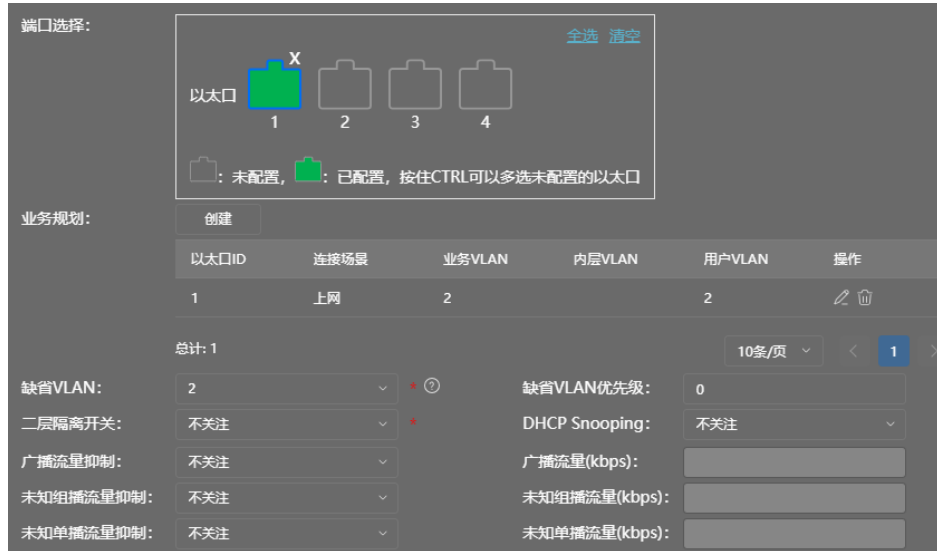 端口选择：
全选 清空
X
以太口
1 2 3 4
：未配置， ：已配置，按住CTRL可以多选未配置的以太口
业务规划： 创建
以太口ID 连接场景 业务VLAN 内层VLAN 用户VLAN 操作
1 上网 2 2
总计: 1 10条/页 1
缺省VLAN： 2 * ? 缺省VLAN优先级： 0
二层隔离开关： 不关注 * DHCP Snooping： 不关注
广播流量抑制： 不关注 广播流量(kbps)：
未知组播流量抑制： 不关注 未知组播流量(kbps)：
未知单播流量抑制： 不关注 未知单播流量(kbps)：